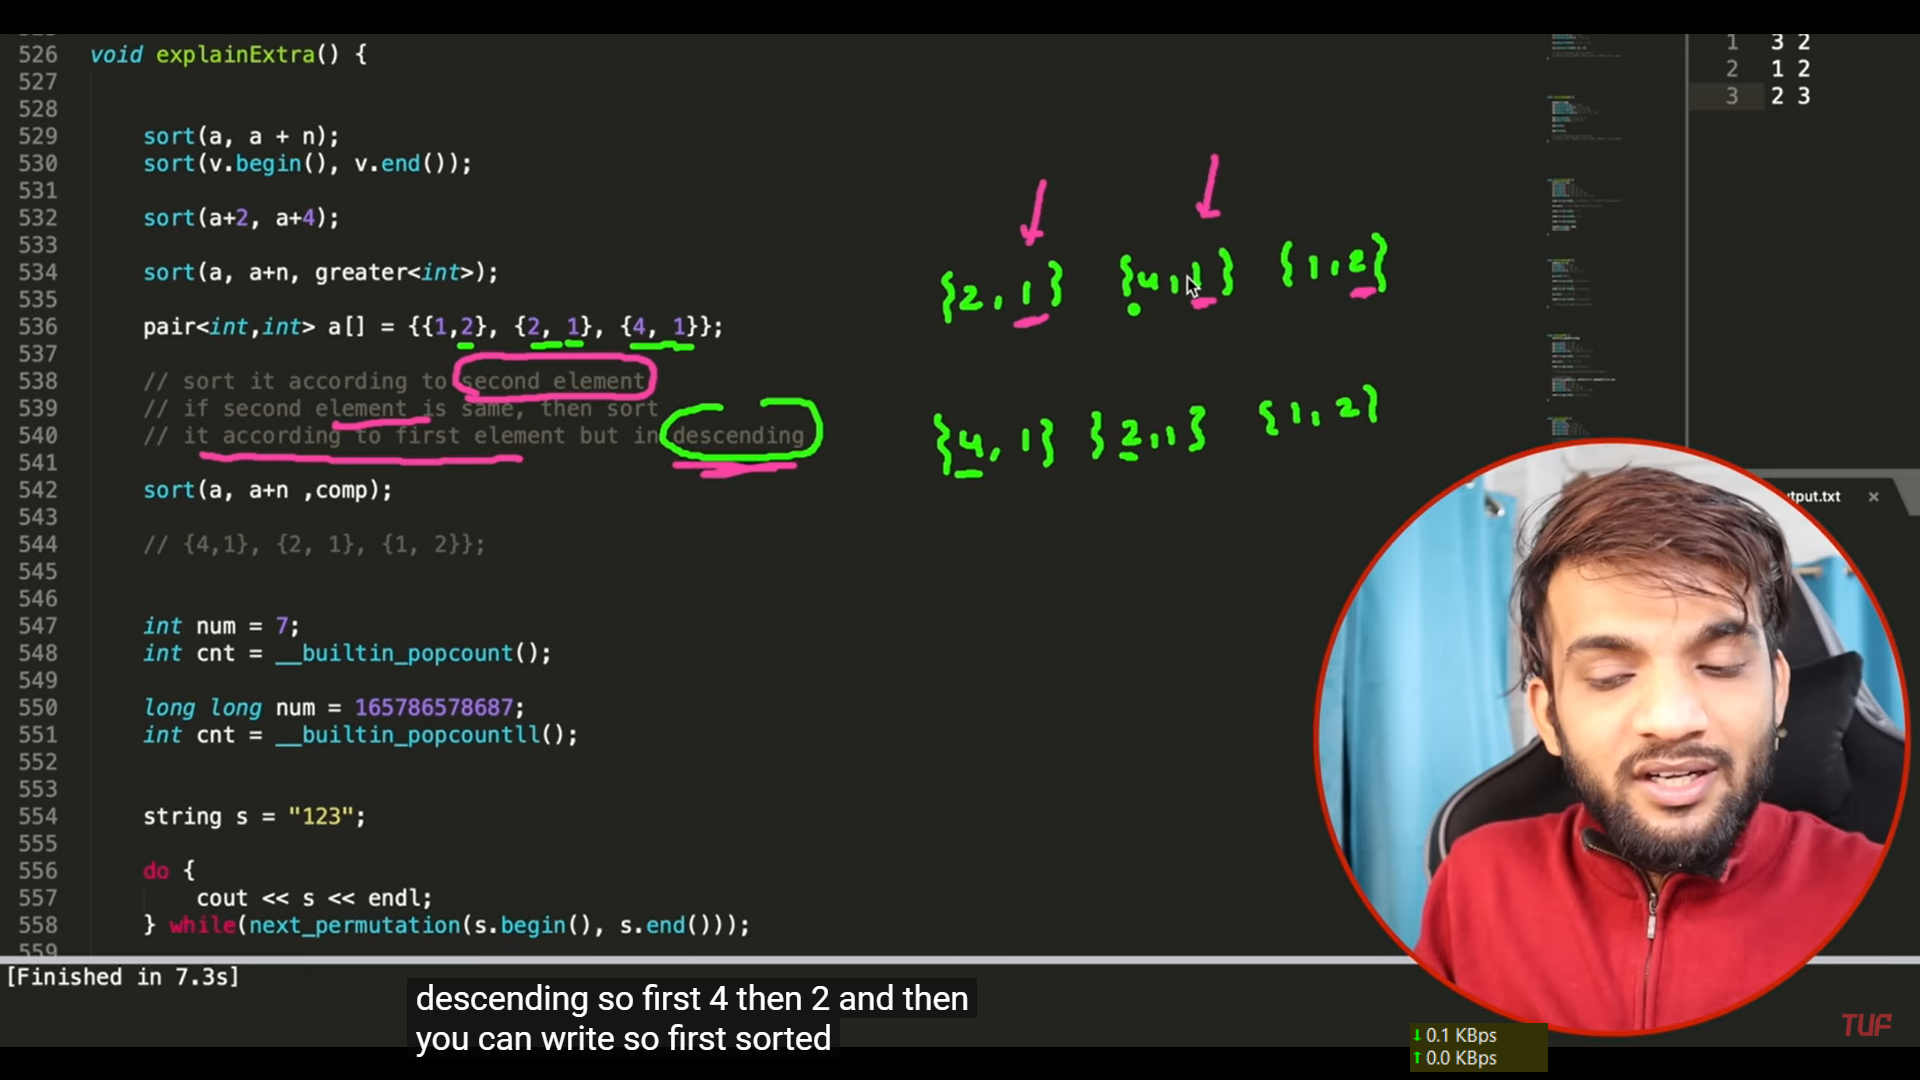 526 void explainExtra() {
527
528
529 sort(a, a + n);
530 sort(v.begin(), v.end());
531
532 sort(a+2, a+4);
533
534 sort(a, a+n, greater<int>);
535
536 pair<int,int> a[] = {{1,2}, {2, 1}, {4, 1}};
537
538 // sort it according to second element
539 // if second element is same, then sort
540 // it according to first element but in descending
541
542 sort(a, a+n ,comp);
543
544 // {4,1}, {2, 1}, {1, 2}};
545
546
547 int num = 7;
548 int cnt = __builtin_popcount();
549
550 long long num = 165786578687;
551 int cnt = __builtin_popcountll();
552
553
554 string s = "123";
555
556 do {
557 cout << s << endl;
558 } while(next_permutation(s.begin(), s.end()));
559
{2, 1} {4,1} {1,2}
{4, 1} }2,1} {1,2}
1 3 2
2 1 2
3 2 3
tput.txt ×
[Finished in 7.3s]
descending so first 4 then 2 and then
you can write so first sorted
TUF
↓ 0.1 KBps
↑ 0.0 KBps